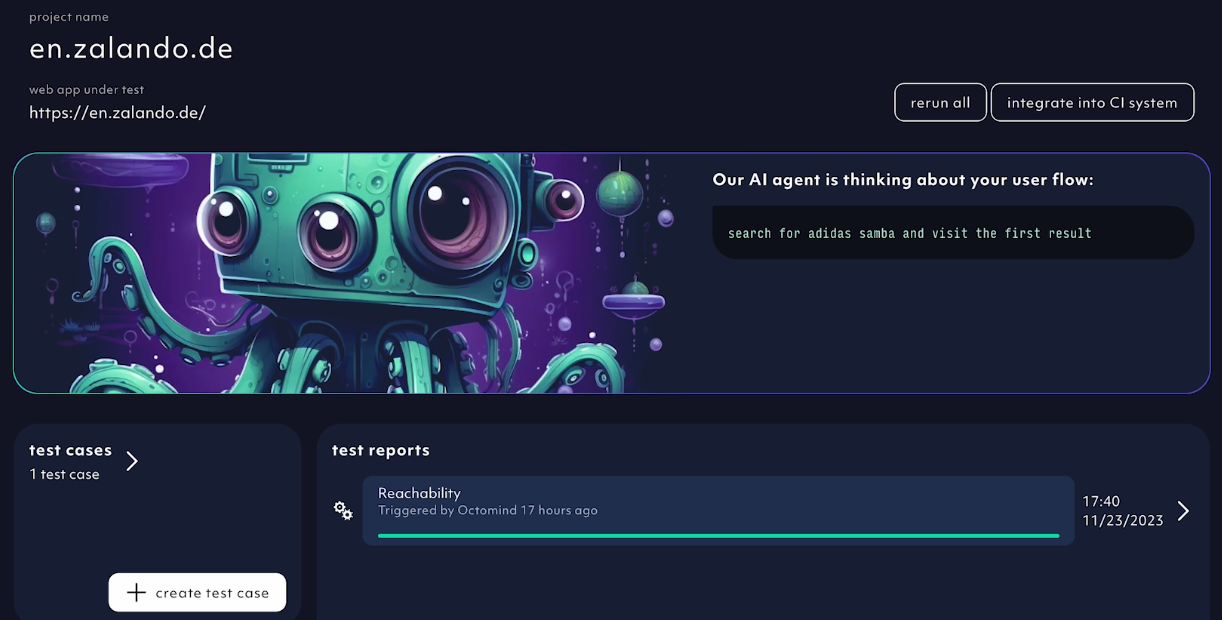 project name
en.zalando.de
web app under test
https://en.zalando.de/
rerun all
integrate into CI system
Our AI agent is thinking about your user flow:
search for adidas samba and visit the first result
test cases
1 test case
create test case
test reports
Reachability
Triggered by Octomind 17 hours ago
17:40
11/23/2023